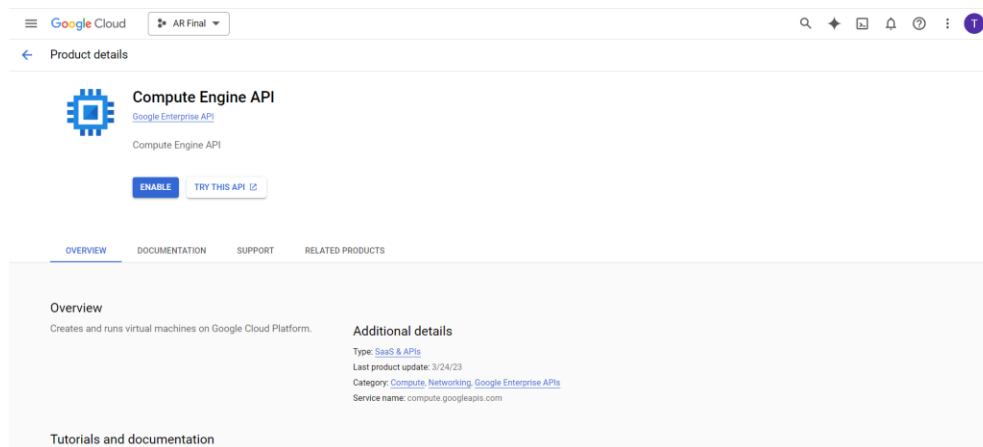 Google Cloud
AR Final
T
Product details
Compute Engine API
Google Enterprise API
Compute Engine API
ENABLE
TRY THIS API
OVERVIEW
DOCUMENTATION
SUPPORT
RELATED PRODUCTS
Overview
Creates and runs virtual machines on Google Cloud Platform.
Additional details
Type: SaaS & APIs
Last product update: 3/24/23
Category: Compute, Networking, Google Enterprise APIs
Service name: compute.googleapis.com
Tutorials and documentation